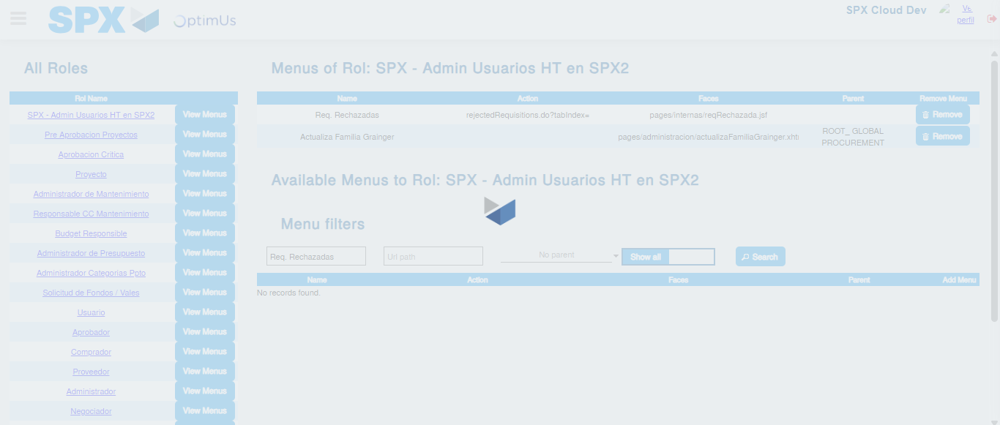 SPX OptimUs
SPX Cloud Dev
perfil
All Roles
Rol Name
SPX - Admin Usuarios HT en SPX2 View Menus
Pre Aprobacion Proyectos View Menus
Aprobacion Critica View Menus
Proyecto View Menus
Administrador de Mantenimiento View Menus
Responsable CC Mantenimiento View Menus
Budget Responsible View Menus
Administrador de Presupuesto View Menus
Administrador Categorias Ppto View Menus
Solicitud de Fondos / Vales View Menus
Usuario View Menus
Aprobador View Menus
Comprador View Menus
Proveedor View Menus
Administrador View Menus
Negociador View Menus
Menus of Rol: SPX - Admin Usuarios HT en SPX2
Name Action Faces Parent Remove Menu
Req. Rechazadas rejectedRequisitions.do?tabIndex= pages/internas/reqRechazada.jsf Remove
Actualiza Familia Grainger pages/administracion/actualizaFamiliaGrainger.xht ROOT_ GLOBAL Remove
PROCUREMENT
Available Menus to Rol: SPX - Admin Usuarios HT en SPX2
Menu filters
Req. Rechazadas Url path No parent Show all Search
Name Action Faces Parent Add Menu
No records found.